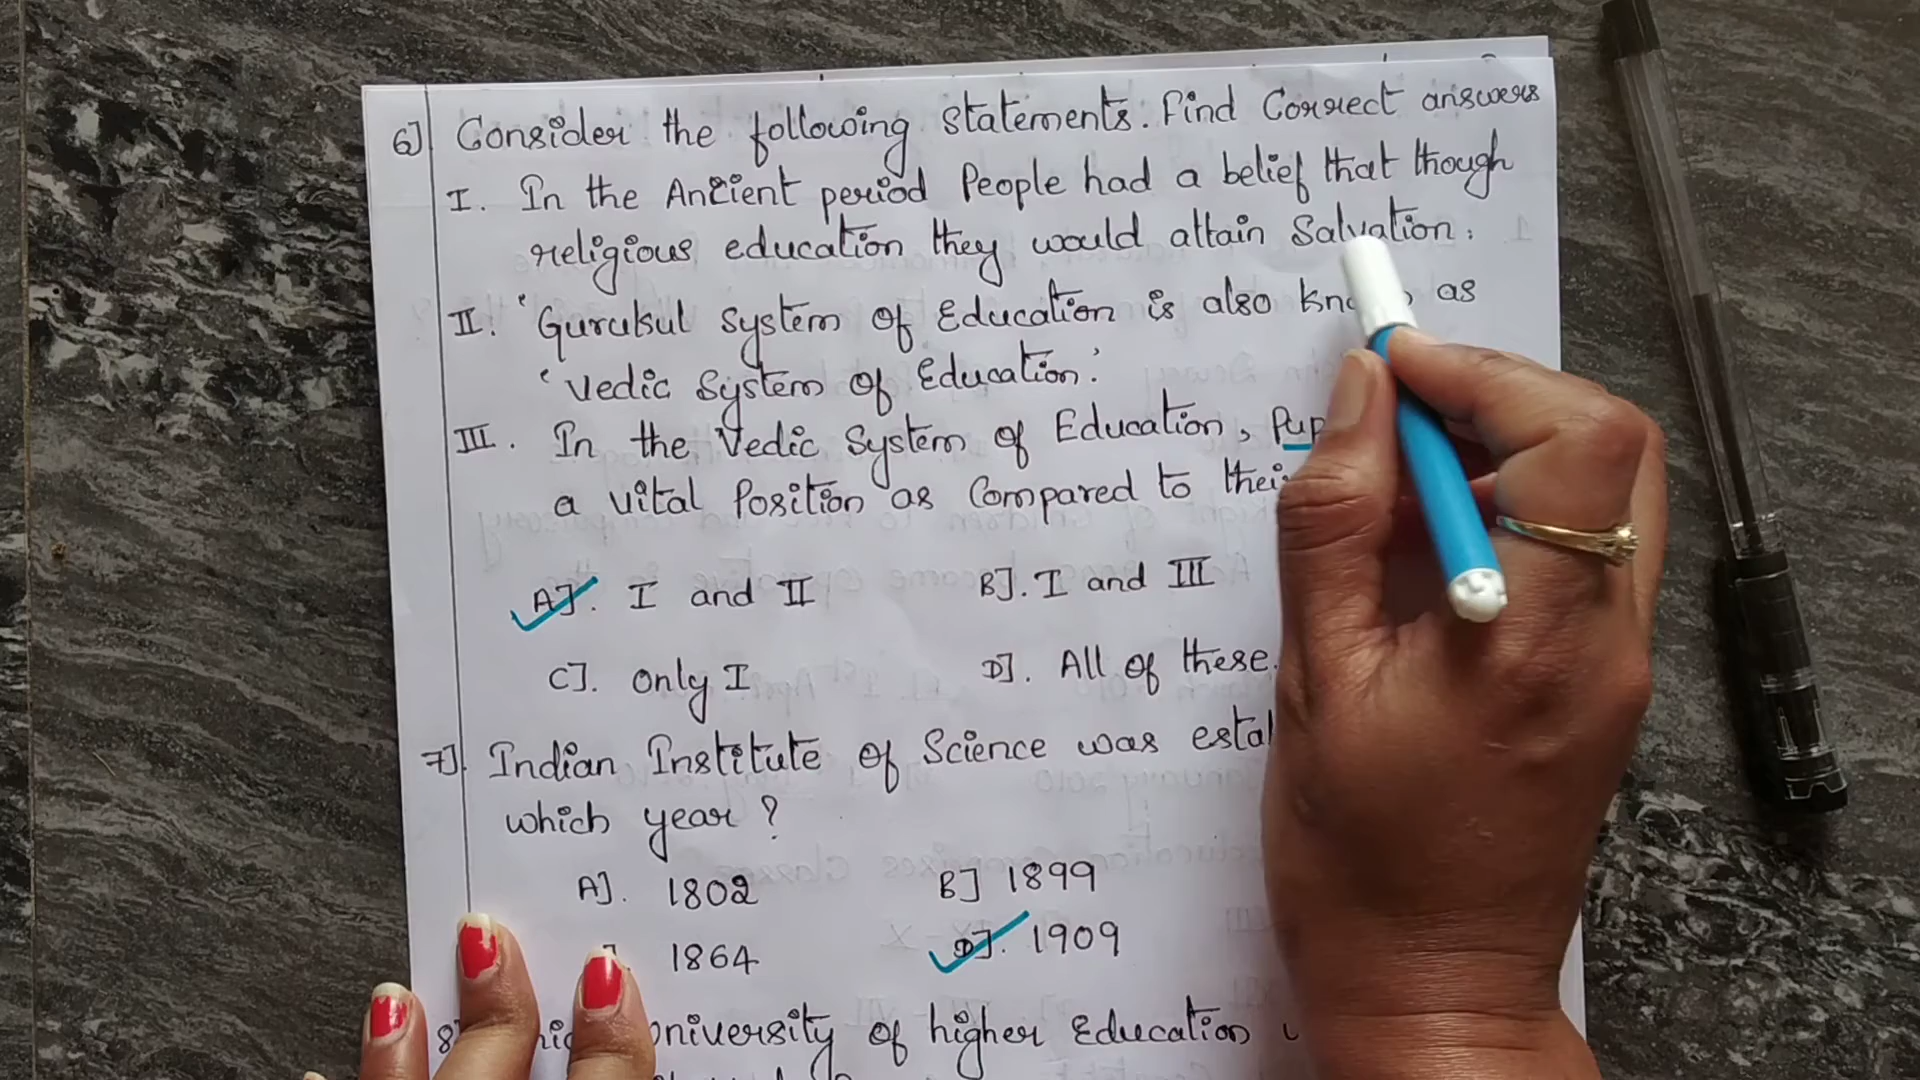 6] Consider the following statements. Find Correct answers
I. In the Ancient period People had a belief that though
religious education they would attain Salvation.
II. 'Gurukul System of Education is also as
'Vedic System of Education.'
III. In the Vedic System of Education,
a vital Position as Compared to
A]. I and II B]. I and III
C]. only I D]. All of these.
7]. Indian Institute of Science was
which year ?
A]. 1802 B] 1899
1864 D]. 1909
8] of higher Education